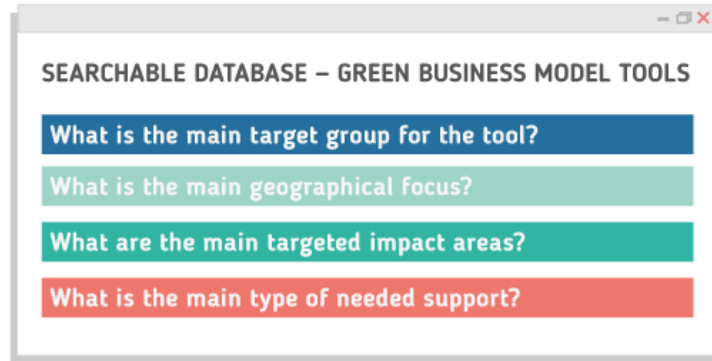 SEARCHABLE DATABASE – GREEN BUSINESS MODEL TOOLS
What is the main target group for the tool?
What is the main geographical focus?
What are the main targeted impact areas?
What is the main type of needed support?